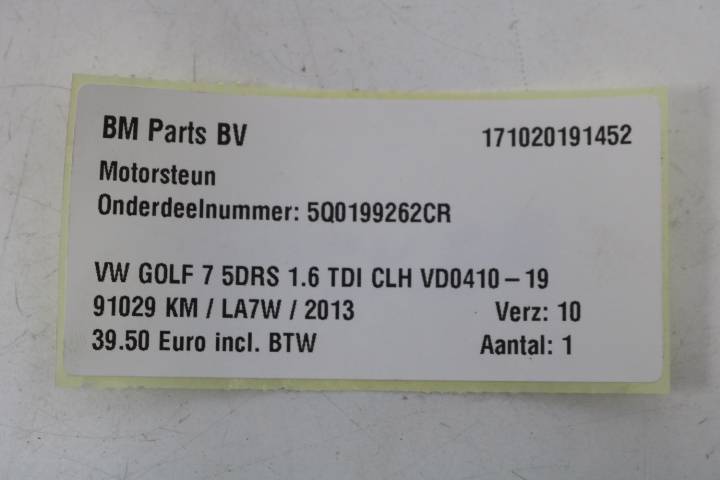 BM Parts BV 171020191452
Motorsteun
Onderdeelnummer: 5Q0199262CR
VW GOLF 7 5DRS 1.6 TDI CLH VD0410 – 19
91029 KM / LA7W / 2013 Verz: 10
39.50 Euro incl. BTW Aantal: 1